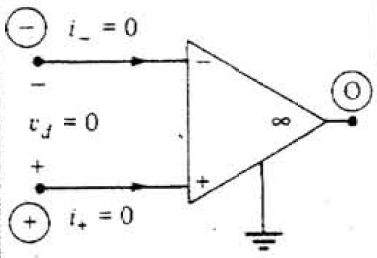 − i₋ = 0
−
−
v_d = 0
∞
O
+
+
+ i₊ = 0